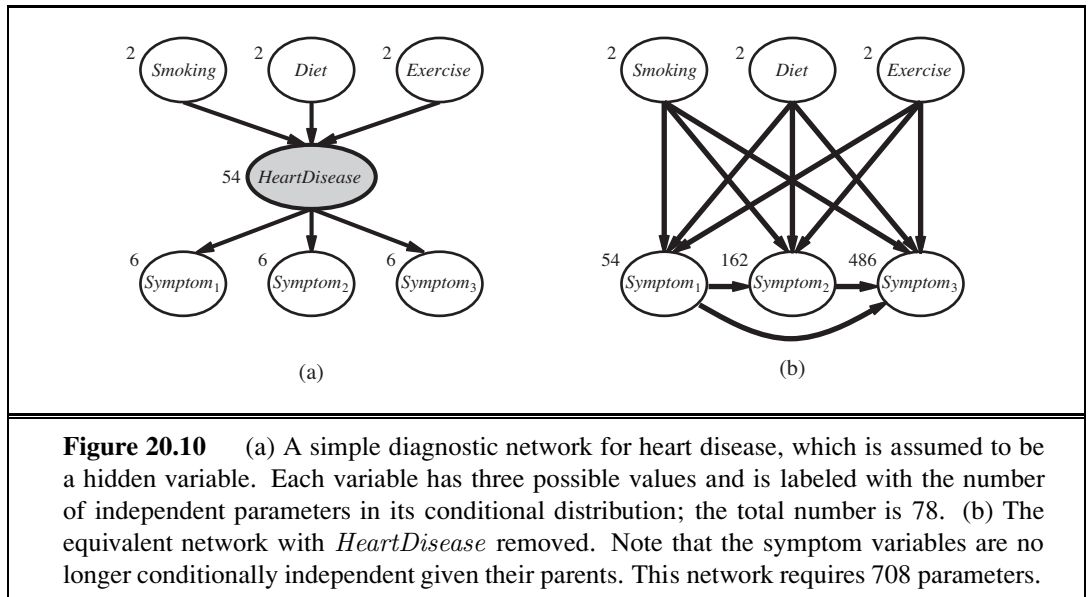 2 Smoking 2 Diet 2 Exercise
54 HeartDisease
6 Symptom1 6 Symptom2 6 Symptom3
(a)
2 Smoking 2 Diet 2 Exercise
54 Symptom1 162 Symptom2 486 Symptom3
(b)
Figure 20.10 (a) A simple diagnostic network for heart disease, which is assumed to be
a hidden variable. Each variable has three possible values and is labeled with the number
of independent parameters in its conditional distribution; the total number is 78. (b) The
equivalent network with HeartDisease removed. Note that the symptom variables are no
longer conditionally independent given their parents. This network requires 708 parameters.